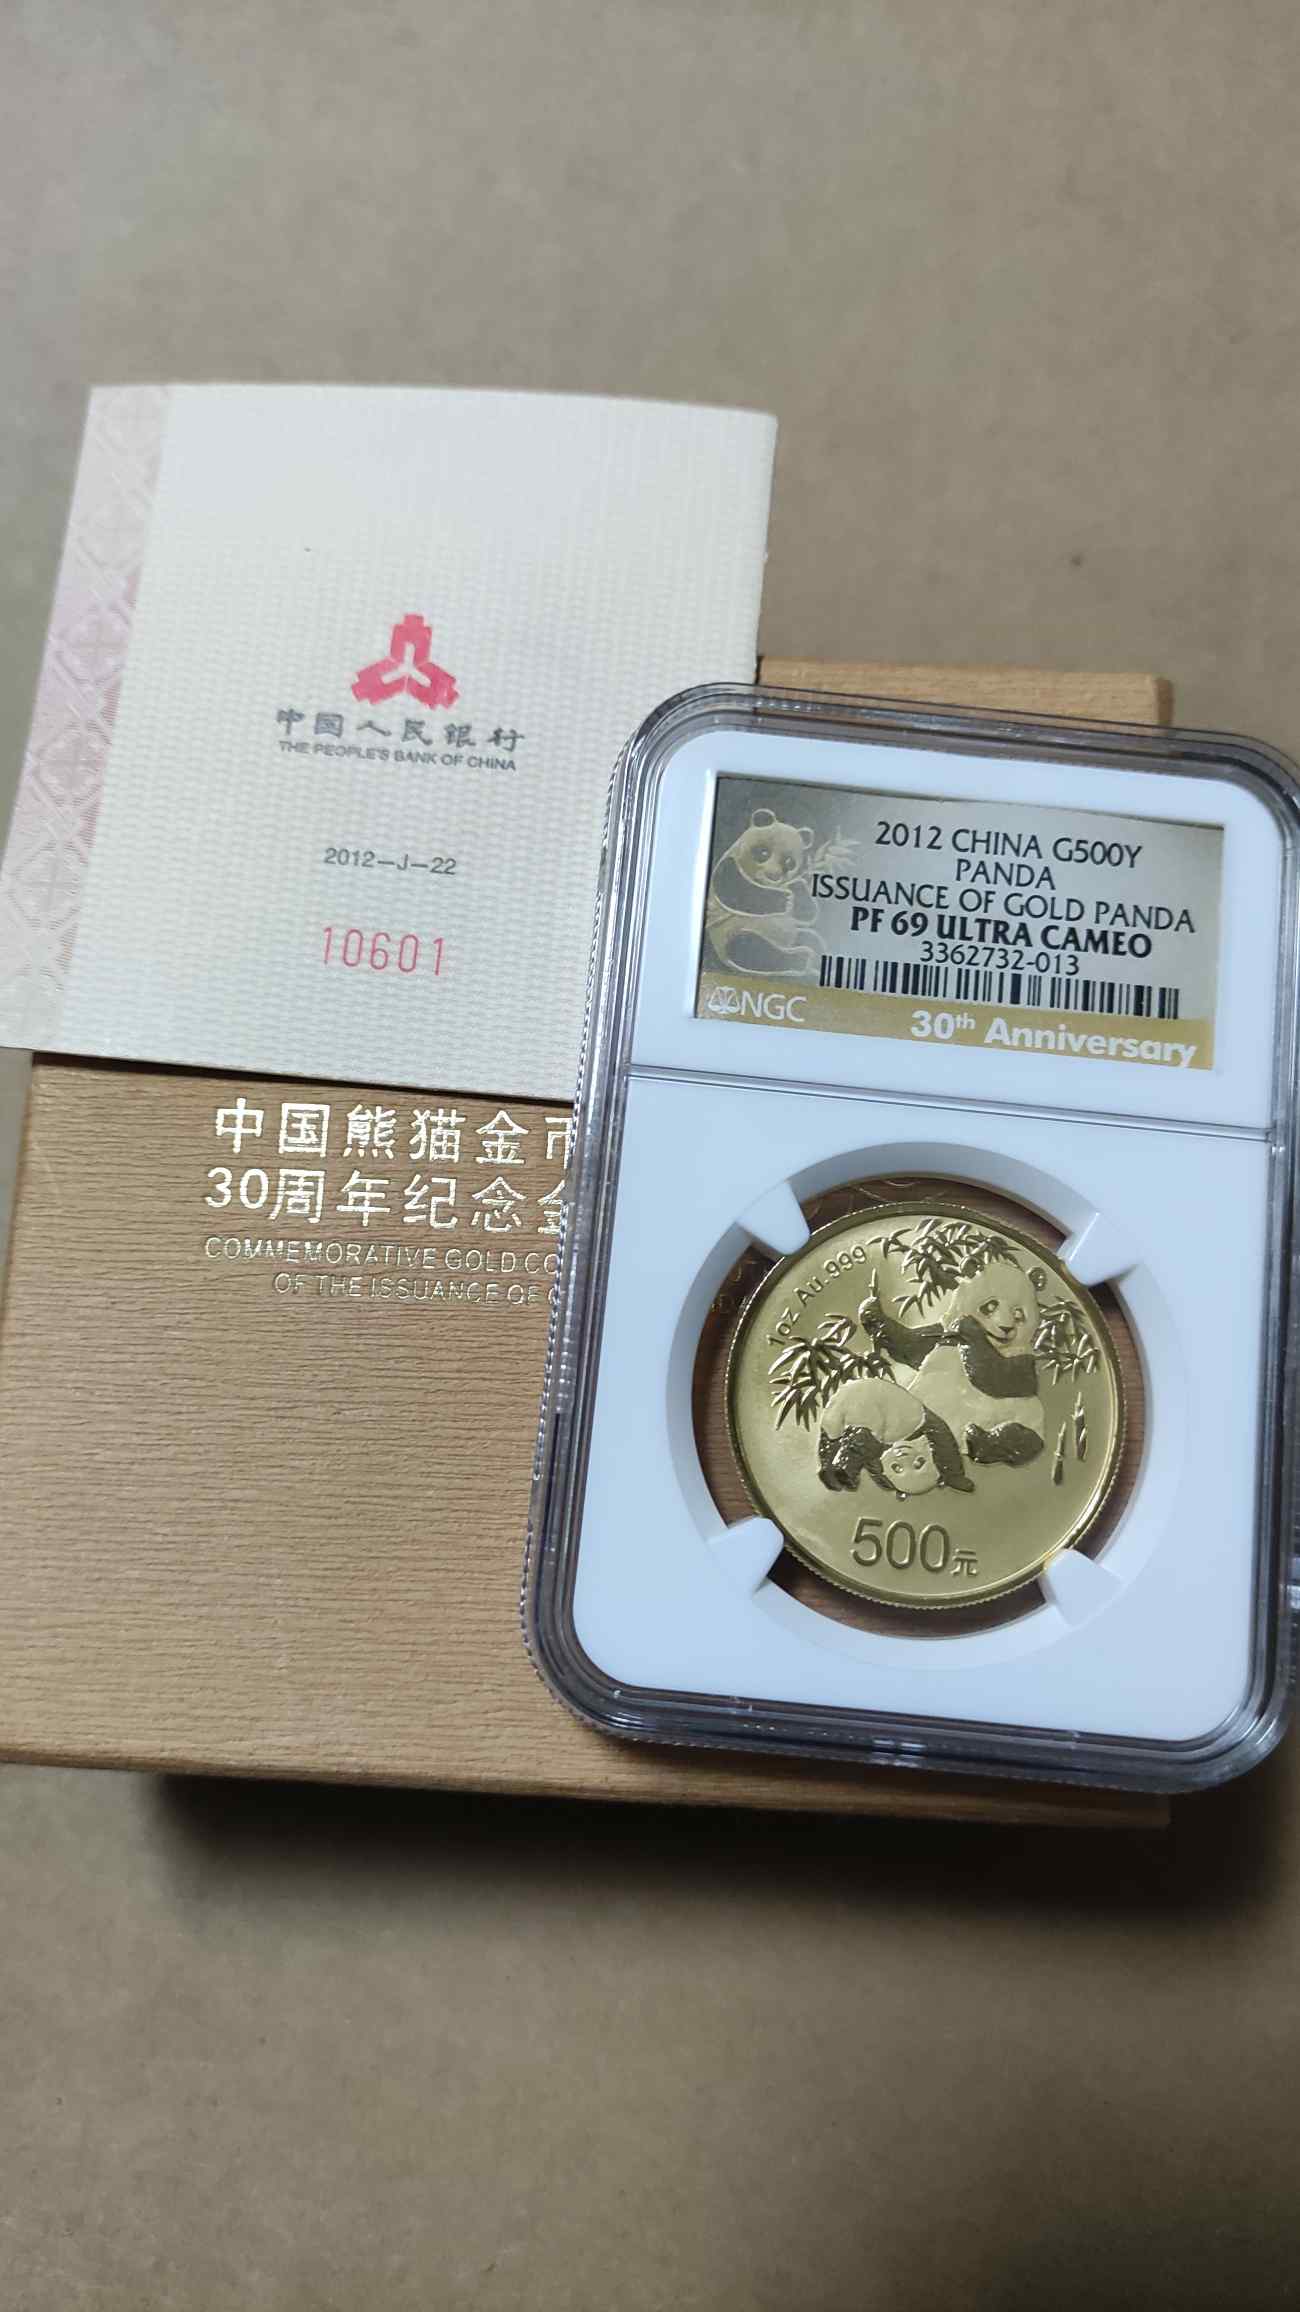 中国人民银行
THE PEOPLE'S BANK OF CHINA
2012-J-22
10601
中国熊猫金币
30周年纪念金
COMMEMORATIVE GOLD CO
OF THE ISSUANCE OF
2012 CHINA G500Y
PANDA
ISSUANCE OF GOLD PANDA
PF 69 ULTRA CAMEO
3362732-013
NGC
30th Anniversary
1oz Au.999
500元